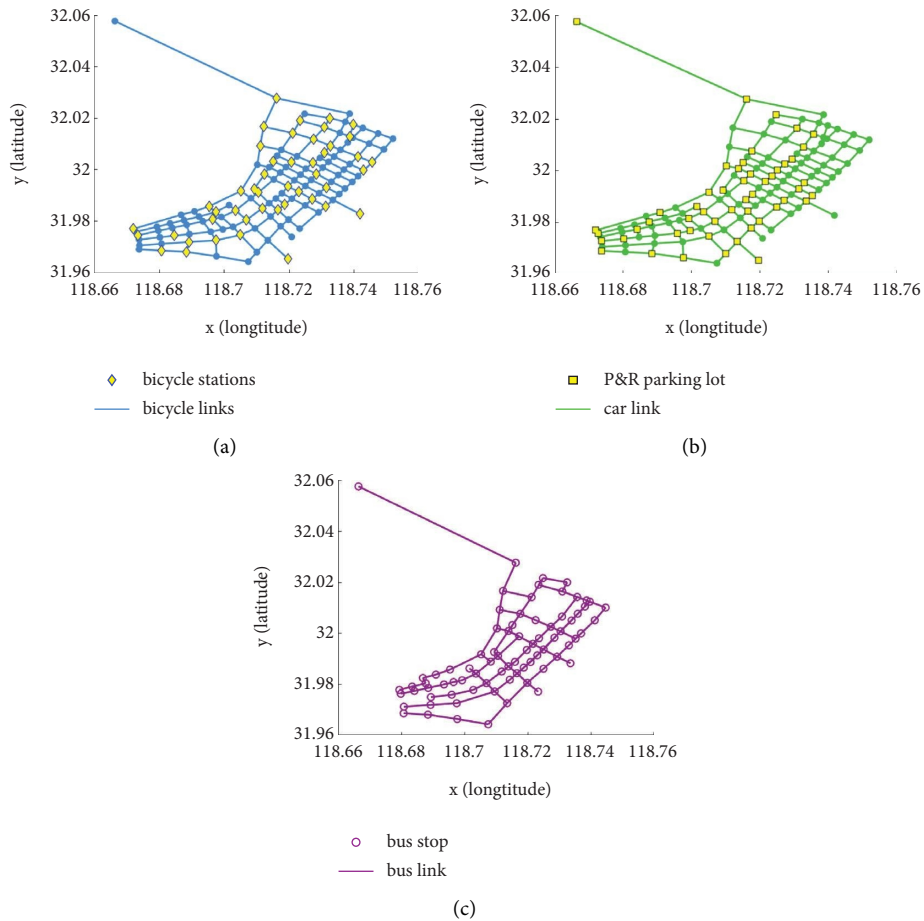 32.06
32.04
32.02
32
31.98
31.96
y (latitude)
118.66 118.68 118.7 118.72 118.74 118.76
x (longtitude)
bicycle stations
bicycle links
(a)
32.06
32.04
32.02
32
31.98
31.96
y (latitude)
118.66 118.68 118.7 118.72 118.74 118.76
x (longtitude)
P&R parking lot
car link
(b)
32.06
32.04
32.02
32
31.98
31.96
y (latitude)
118.66 118.68 118.7 118.72 118.74 118.76
x (longtitude)
bus stop
bus link
(c)